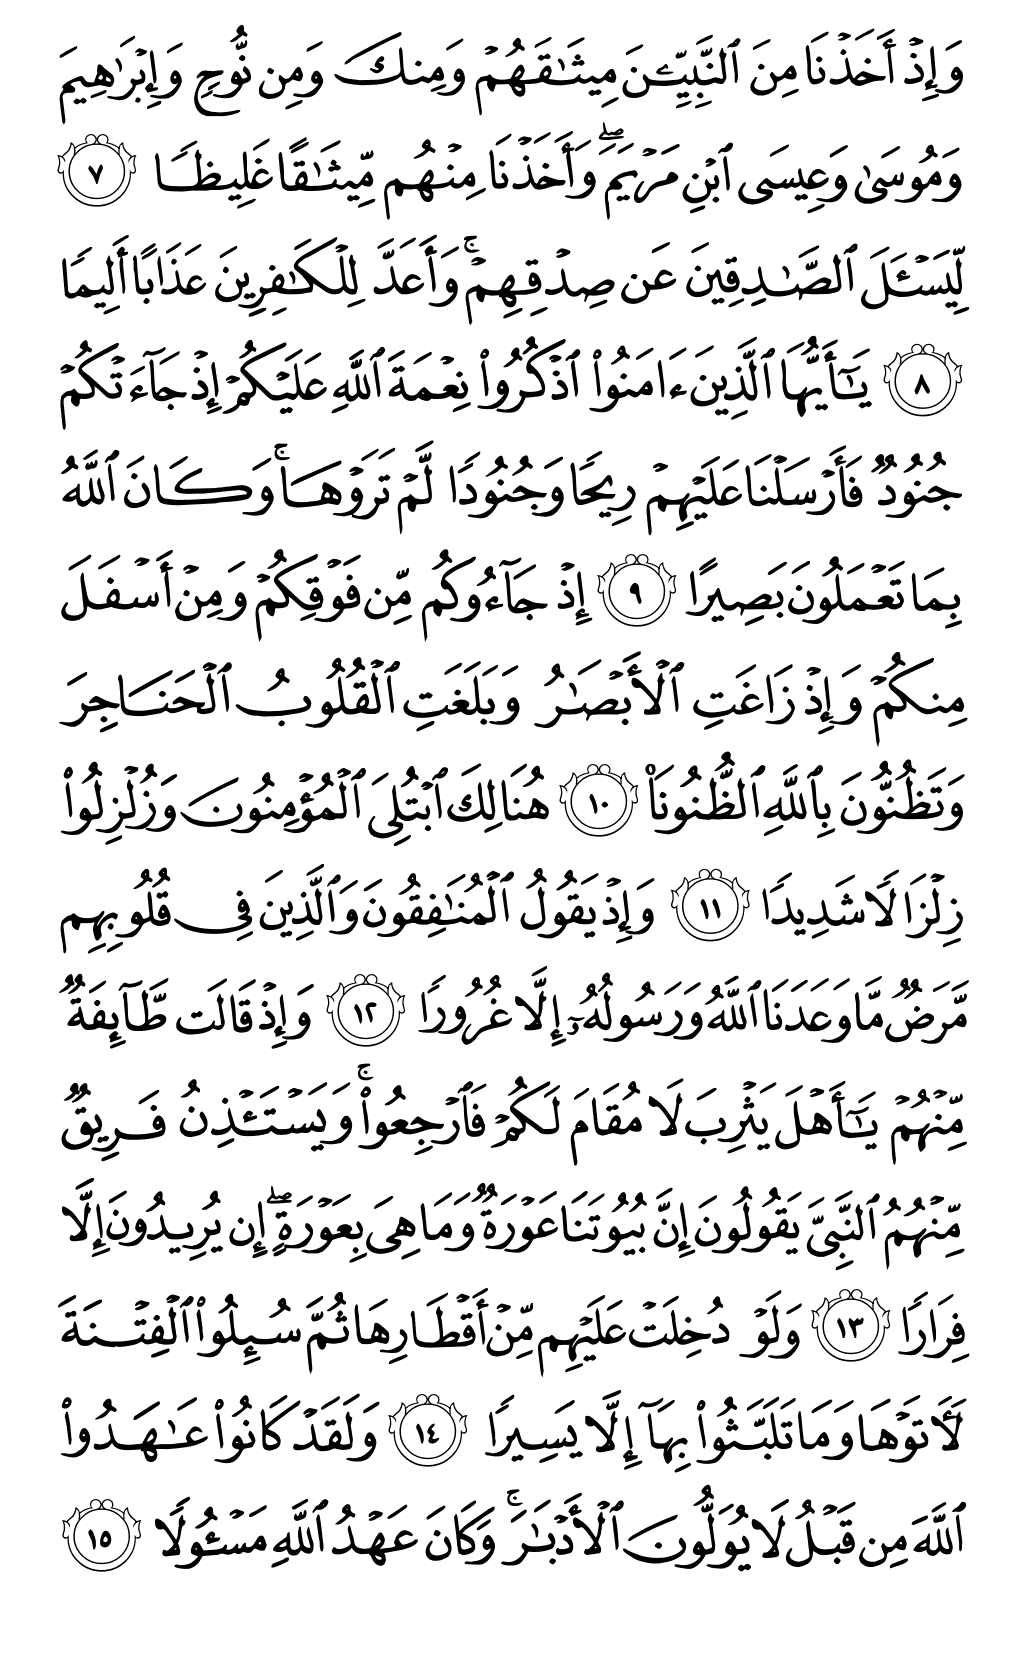 وَإِذْ أَخَذْنَا مِنَ ٱلنَّبِيِّـۧنَ مِيثَـٰقَهُمْ وَمِنكَ وَمِن نُّوحٍ وَإِبْرَٰهِيمَ
وَمُوسَىٰ وَعِيسَى ٱبْنِ مَرْيَمَ ۖ وَأَخَذْنَا مِنْهُم مِّيثَـٰقًا غَلِيظًا ٧
لِّيَسْـَٔلَ ٱلصَّـٰدِقِينَ عَن صِدْقِهِمْ ۚ وَأَعَدَّ لِلْكَـٰفِرِينَ عَذَابًا أَلِيمًا
٨ يَـٰٓأَيُّهَا ٱلَّذِينَ ءَامَنُوا۟ ٱذْكُرُوا۟ نِعْمَةَ ٱللَّهِ عَلَيْكُمْ إِذْ جَآءَتْكُمْ
جُنُودٌ فَأَرْسَلْنَا عَلَيْهِمْ رِيحًا وَجُنُودًا لَّمْ تَرَوْهَا ۚ وَكَانَ ٱللَّهُ
بِمَا تَعْمَلُونَ بَصِيرًا ٩ إِذْ جَآءُوكُم مِّن فَوْقِكُمْ وَمِنْ أَسْفَلَ
مِنكُمْ وَإِذْ زَاغَتِ ٱلْأَبْصَـٰرُ وَبَلَغَتِ ٱلْقُلُوبُ ٱلْحَنَاجِرَ
وَتَظُنُّونَ بِٱللَّهِ ٱلظُّنُونَا۠ ١٠ هُنَالِكَ ٱبْتُلِىَ ٱلْمُؤْمِنُونَ وَزُلْزِلُوا۟
زِلْزَالًا شَدِيدًا ١١ وَإِذْ يَقُولُ ٱلْمُنَـٰفِقُونَ وَٱلَّذِينَ فِى قُلُوبِهِم
مَّرَضٌ مَّا وَعَدَنَا ٱللَّهُ وَرَسُولُهُۥٓ إِلَّا غُرُورًا ١٢ وَإِذْ قَالَت طَّآئِفَةٌ
مِّنْهُمْ يَـٰٓأَهْلَ يَثْرِبَ لَا مُقَامَ لَكُمْ فَٱرْجِعُوا۟ ۚ وَيَسْتَـْٔذِنُ فَرِيقٌ
مِّنْهُمُ ٱلنَّبِىَّ يَقُولُونَ إِنَّ بُيُوتَنَا عَوْرَةٌ وَمَا هِىَ بِعَوْرَةٍ ۖ إِن يُرِيدُونَ إِلَّا
فِرَارًا ١٣ وَلَوْ دُخِلَتْ عَلَيْهِم مِّنْ أَقْطَارِهَا ثُمَّ سُئِلُوا۟ ٱلْفِتْنَةَ
لَـَٔاتَوْهَا وَمَا تَلَبَّثُوا۟ بِهَآ إِلَّا يَسِيرًا ١٤ وَلَقَدْ كَانُوا۟ عَـٰهَدُوا۟
ٱللَّهَ مِن قَبْلُ لَا يُوَلُّونَ ٱلْأَدْبَـٰرَ ۚ وَكَانَ عَهْدُ ٱللَّهِ مَسْـُٔولًا ١٥